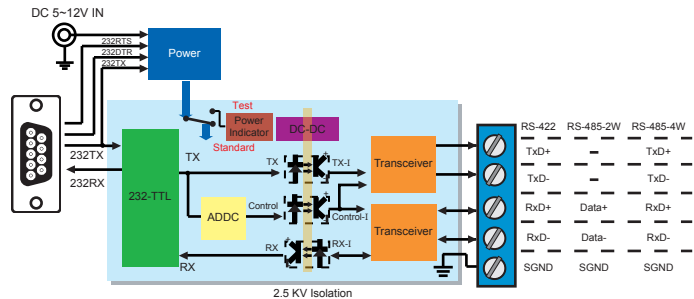 DC 5~12V IN
232RTS
232DTR
232TX
Power
Test
Power
Indicator
DC-DC
Standard
RS-422 RS-485-2W RS-485-4W
TxD+ – TxD+
TxD- – TxD-
RxD+ Data+ RxD+
RxD- Data- RxD-
SGND SGND SGND
232TX
232RX
232-TTL
TX
TX
TX-I
Transceiver
ADDC
Control
Control-I
Transceiver
RX
RX
RX-I
2.5 KV Isolation